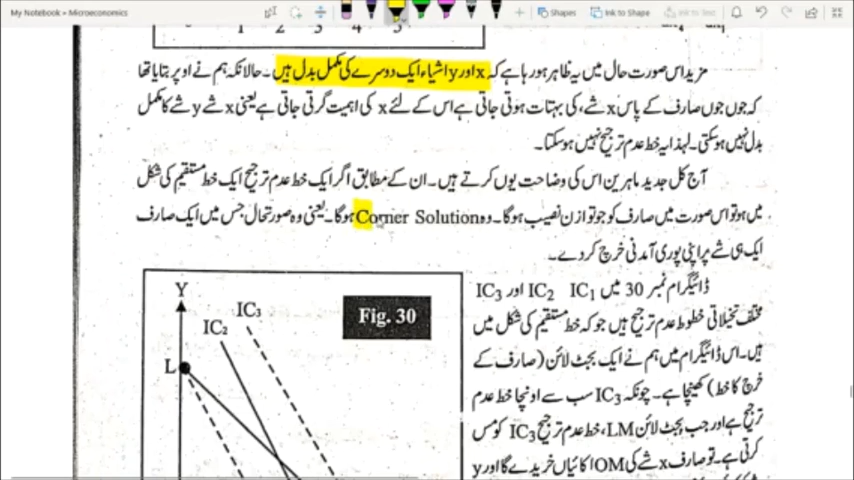 My Notebook » Microeconomics
Shapes
Ink to Shape
Ink to Text
1 2 3 4 5
مزید اس صورت حال میں یہ ظاہر ہو رہا ہے کہ x اور y اشیاء ایک دوسرے کی مکمل بدل ہیں۔ حالانکہ ہم نے اوپر بتایا تھا
کہ جوں جوں صارف کے پاس x شے، کی بہتات ہوتی جاتی ہے اس کے لئے x کی اہمیت گرتی جاتی ہے یعنی x شے y شے کا مکمل
بدل نہیں ہو سکتی۔ لہذا یہ خط عدم ترجیح نہیں ہو سکتا۔
آج کل جدید ماہرین اس کی وضاحت یوں کرتے ہیں۔ ان کے مطابق اگر ایک خط عدم ترجیح ایک خط مستقیم کی شکل
میں ہو تو اس صورت میں صارف کو جو توازن نصیب ہو گا۔ وہ Corner Solution ہو گا۔ یعنی وہ صورتحال جس میں ایک صارف
ایک ہی شے پر اپنی پوری آمدنی خرچ کر دے۔
ڈائیگرام نمبر 30 میں IC₁ IC₂ اور IC₃
مختلف تخیلاتی خطوط عدم ترجیح ہیں جو کہ خط مستقیم کی شکل میں
ہیں۔ اس ڈائیگرام میں ہم نے ایک بجٹ لائن (صارف کے
خرچ کا خط) کھینچا ہے۔ چونکہ IC₃ سب سے اونچا خط عدم
ترجیح ہے اور جب بجٹ لائن LM، خط عدم ترجیح IC₃ کو مس
کرتی ہے۔ تو صارف x شے کی OM اکائیاں خریدے گا اور y
Y
IC₃
IC₂
Fig. 30
L